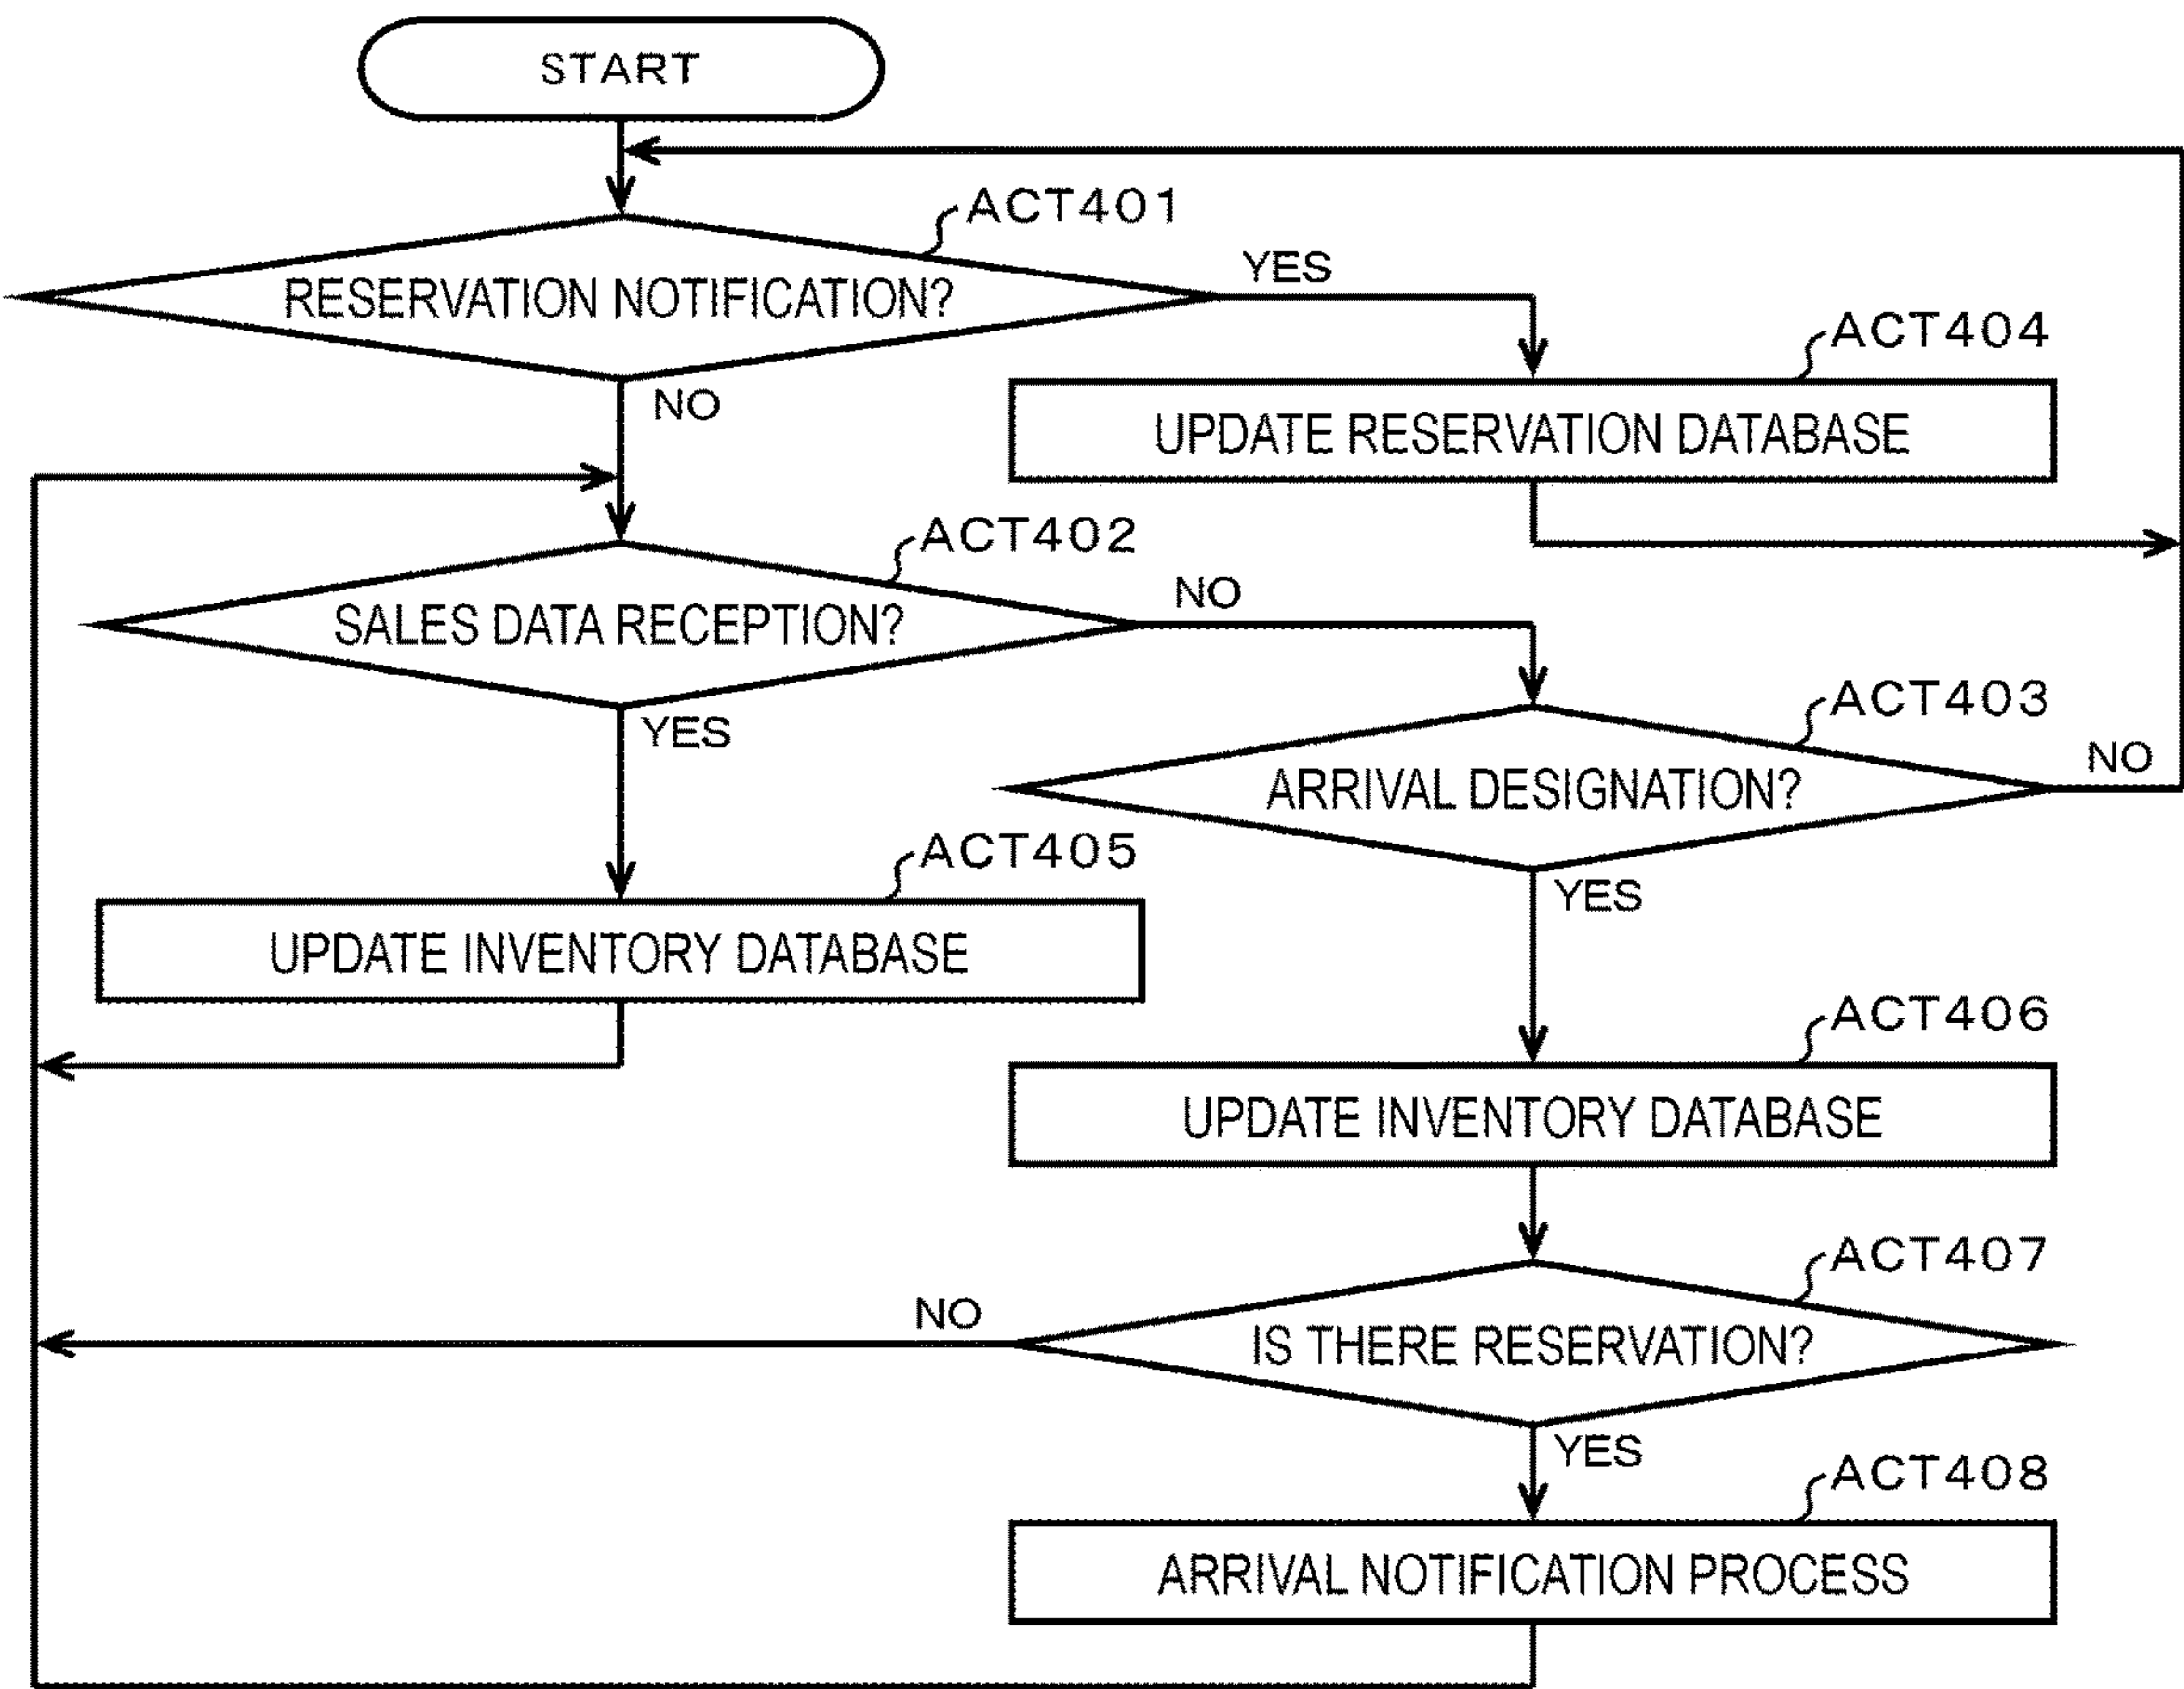 START
ACT401
RESERVATION NOTIFICATION?
YES
NO
ACT404
UPDATE RESERVATION DATABASE
ACT402
SALES DATA RECEPTION?
NO
YES
ACT403
ARRIVAL DESIGNATION?
NO
YES
ACT405
UPDATE INVENTORY DATABASE
ACT406
UPDATE INVENTORY DATABASE
ACT407
IS THERE RESERVATION?
NO
YES
ACT408
ARRIVAL NOTIFICATION PROCESS